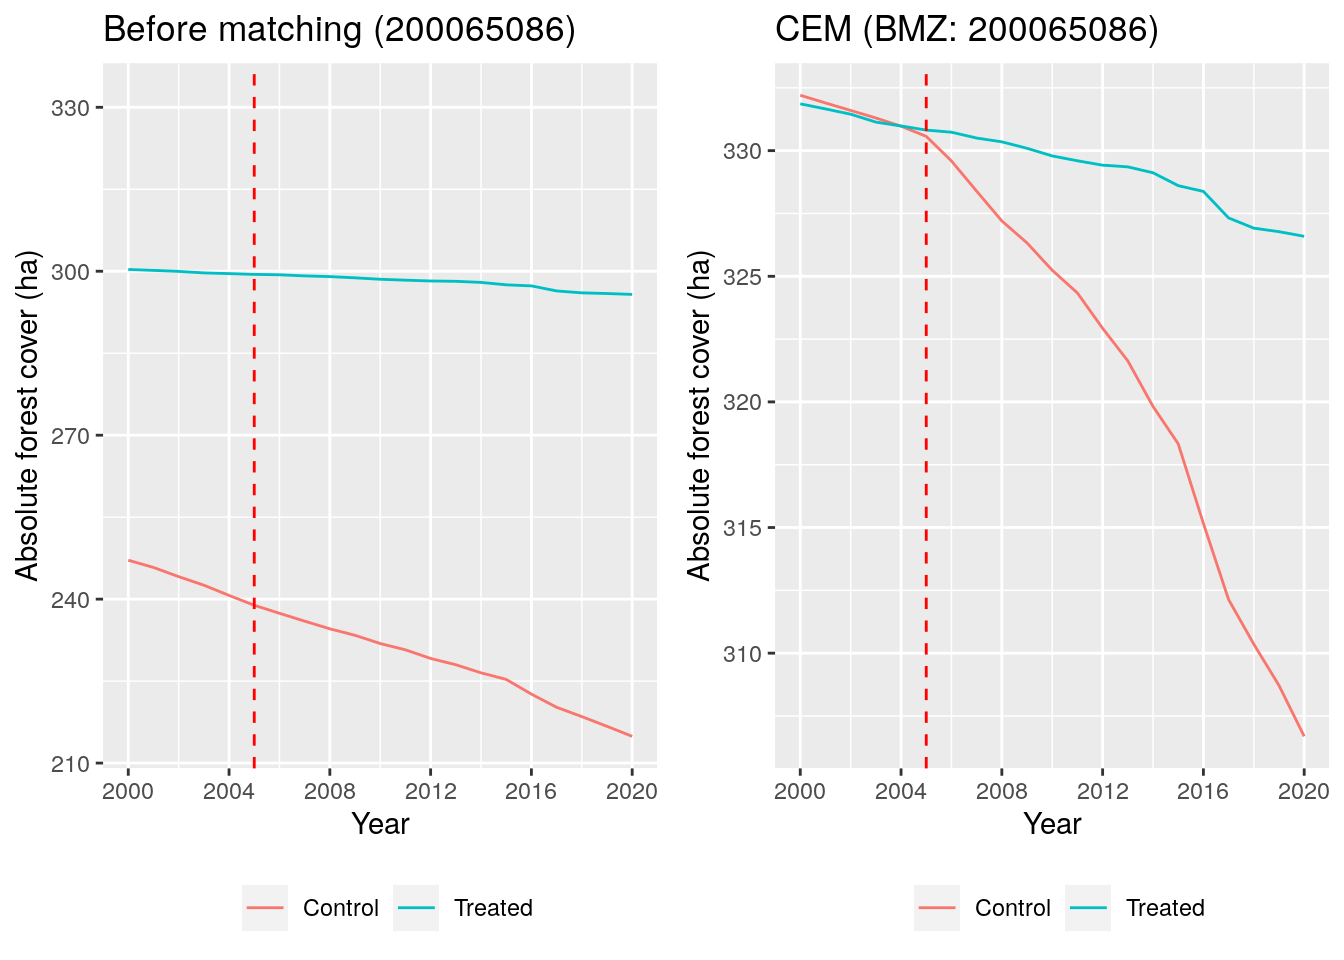 Before matching (200065086)
Absolute forest cover (ha)
330
300
270
240
210
2000 2004 2008 2012 2016 2020
Year
Control Treated
CEM (BMZ: 200065086)
Absolute forest cover (ha)
330
325
320
315
310
2000 2004 2008 2012 2016 2020
Year
Control Treated